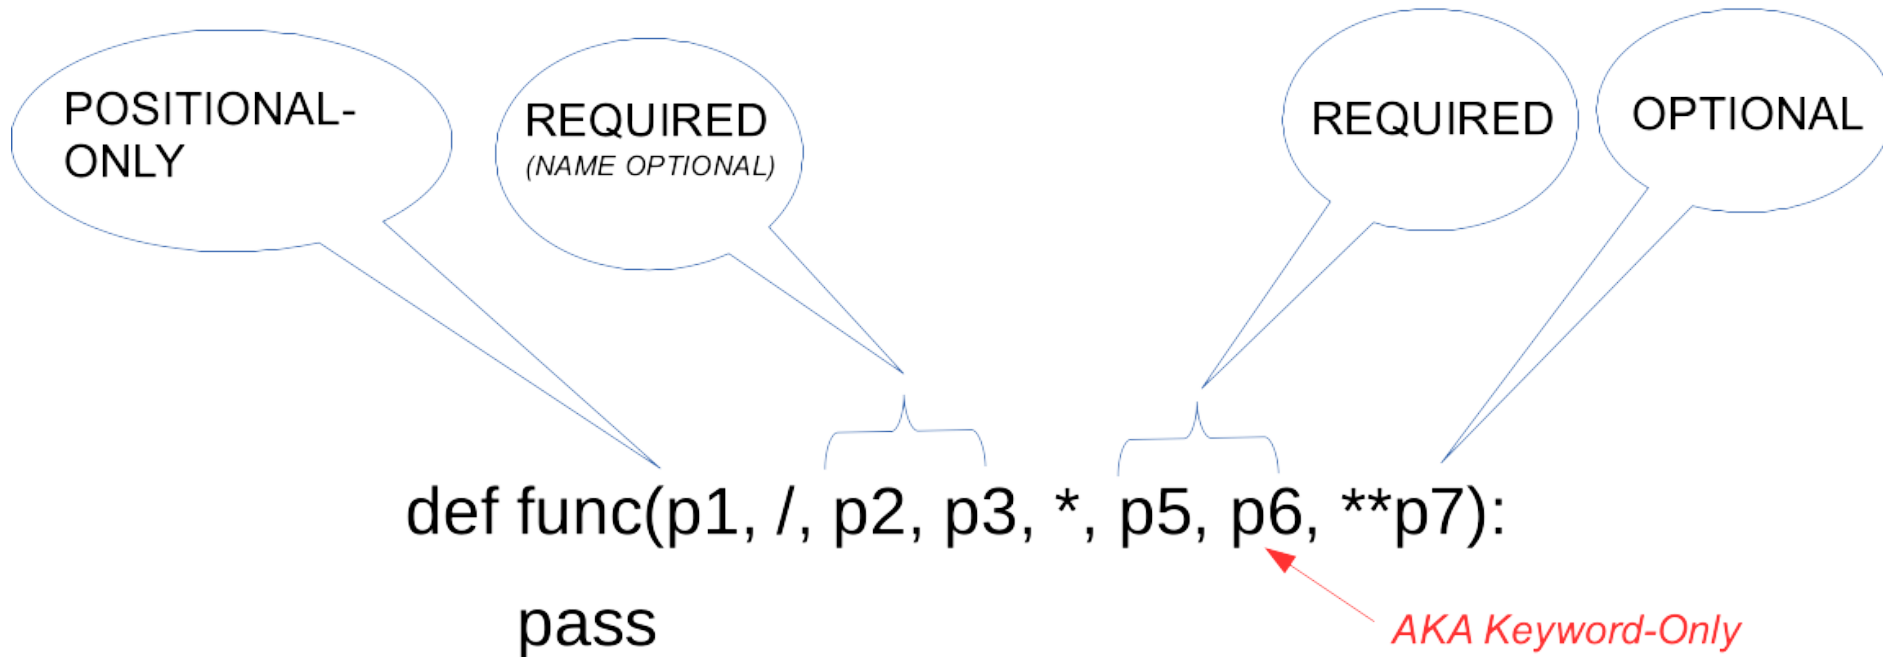 POSITIONAL-
ONLY
REQUIRED
(NAME OPTIONAL)
REQUIRED
OPTIONAL
def func(p1, /, p2, p3, *, p5, p6, **p7):
pass
AKA Keyword-Only